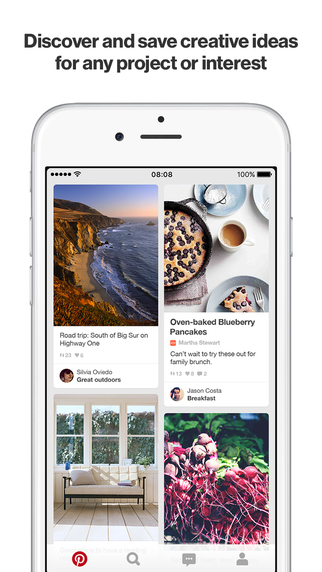 Discover and save creative ideas
for any project or interest
08:08
100%
Road trip: South of Big Sur on
Highway One
33
6
Silvia Oviedo
Great outdoors
Oven-baked Blueberry
Pancakes
Martha Stewart
Can't wait to try these out for
family brunch.
13
8
2
Jason Costa
Breakfast